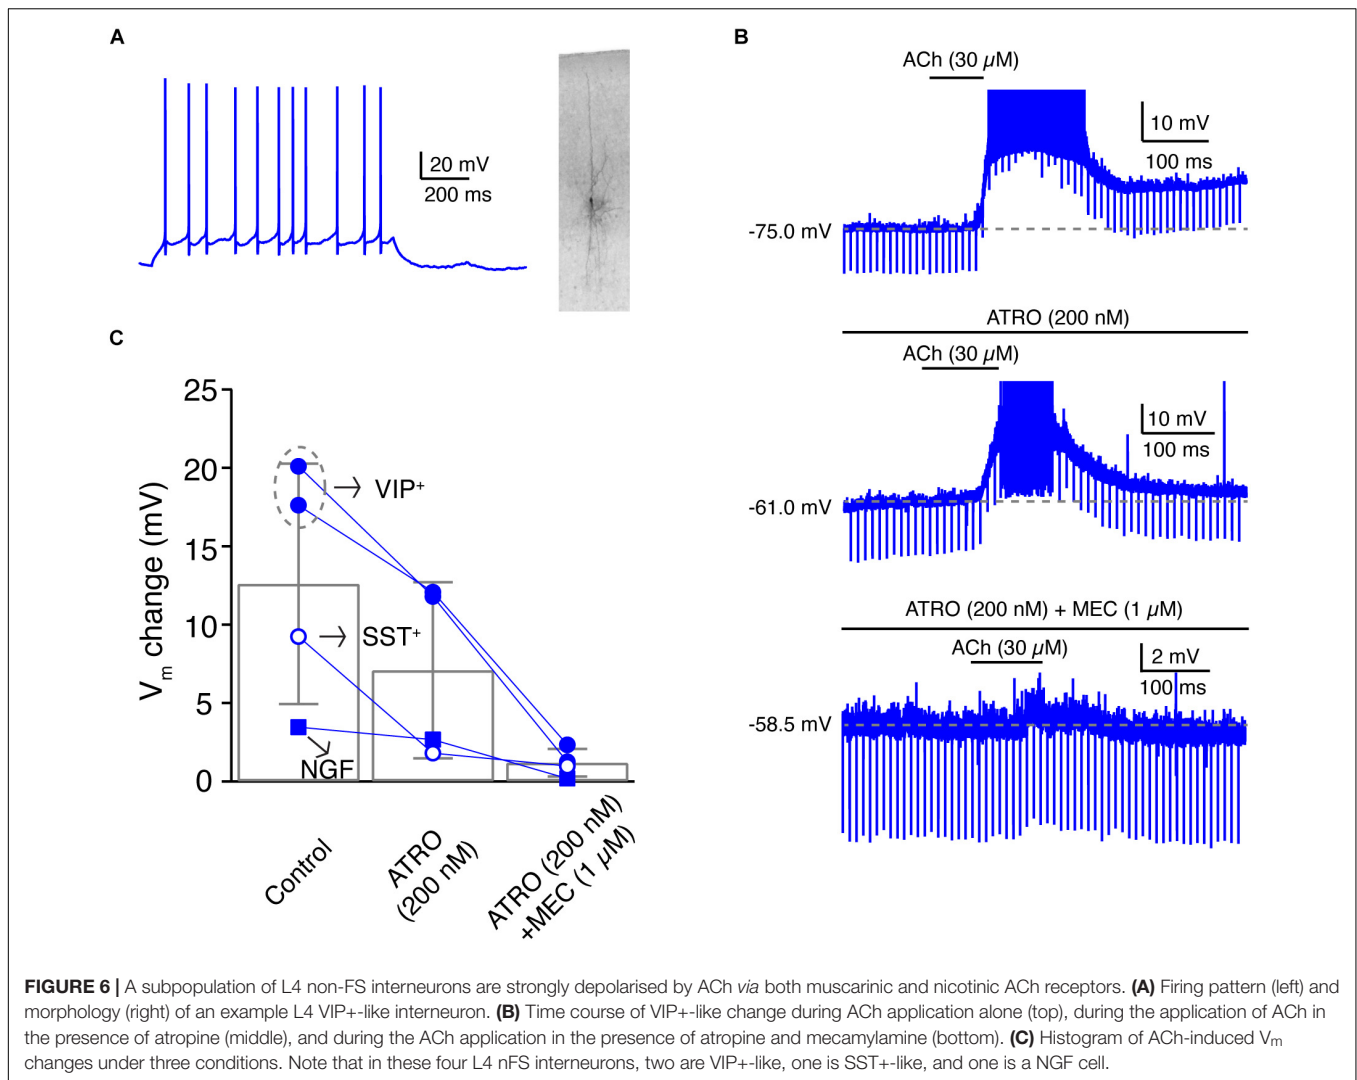 A
20 mV
200 ms
B
ACh (30 µM)
10 mV
100 ms
-75.0 mV
ATRO (200 nM)
ACh (30 µM)
10 mV
100 ms
-61.0 mV
ATRO (200 nM) + MEC (1 µM)
ACh (30 µM)
2 mV
100 ms
-58.5 mV
C
Vm change (mV)
25
20
15
10
5
0
VIP+
SST+
NGF
Control
ATRO
(200 nM)
ATRO (200 nM)
+MEC (1 µM)
FIGURE 6 | A subpopulation of L4 non-FS interneurons are strongly depolarised by ACh via both muscarinic and nicotinic ACh receptors. (A) Firing pattern (left) and
morphology (right) of an example L4 VIP+-like interneuron. (B) Time course of VIP+-like change during ACh application alone (top), during the application of ACh in
the presence of atropine (middle), and during the ACh application in the presence of atropine and mecamylamine (bottom). (C) Histogram of ACh-induced Vm
changes under three conditions. Note that in these four L4 nFS interneurons, two are VIP+-like, one is SST+-like, and one is a NGF cell.